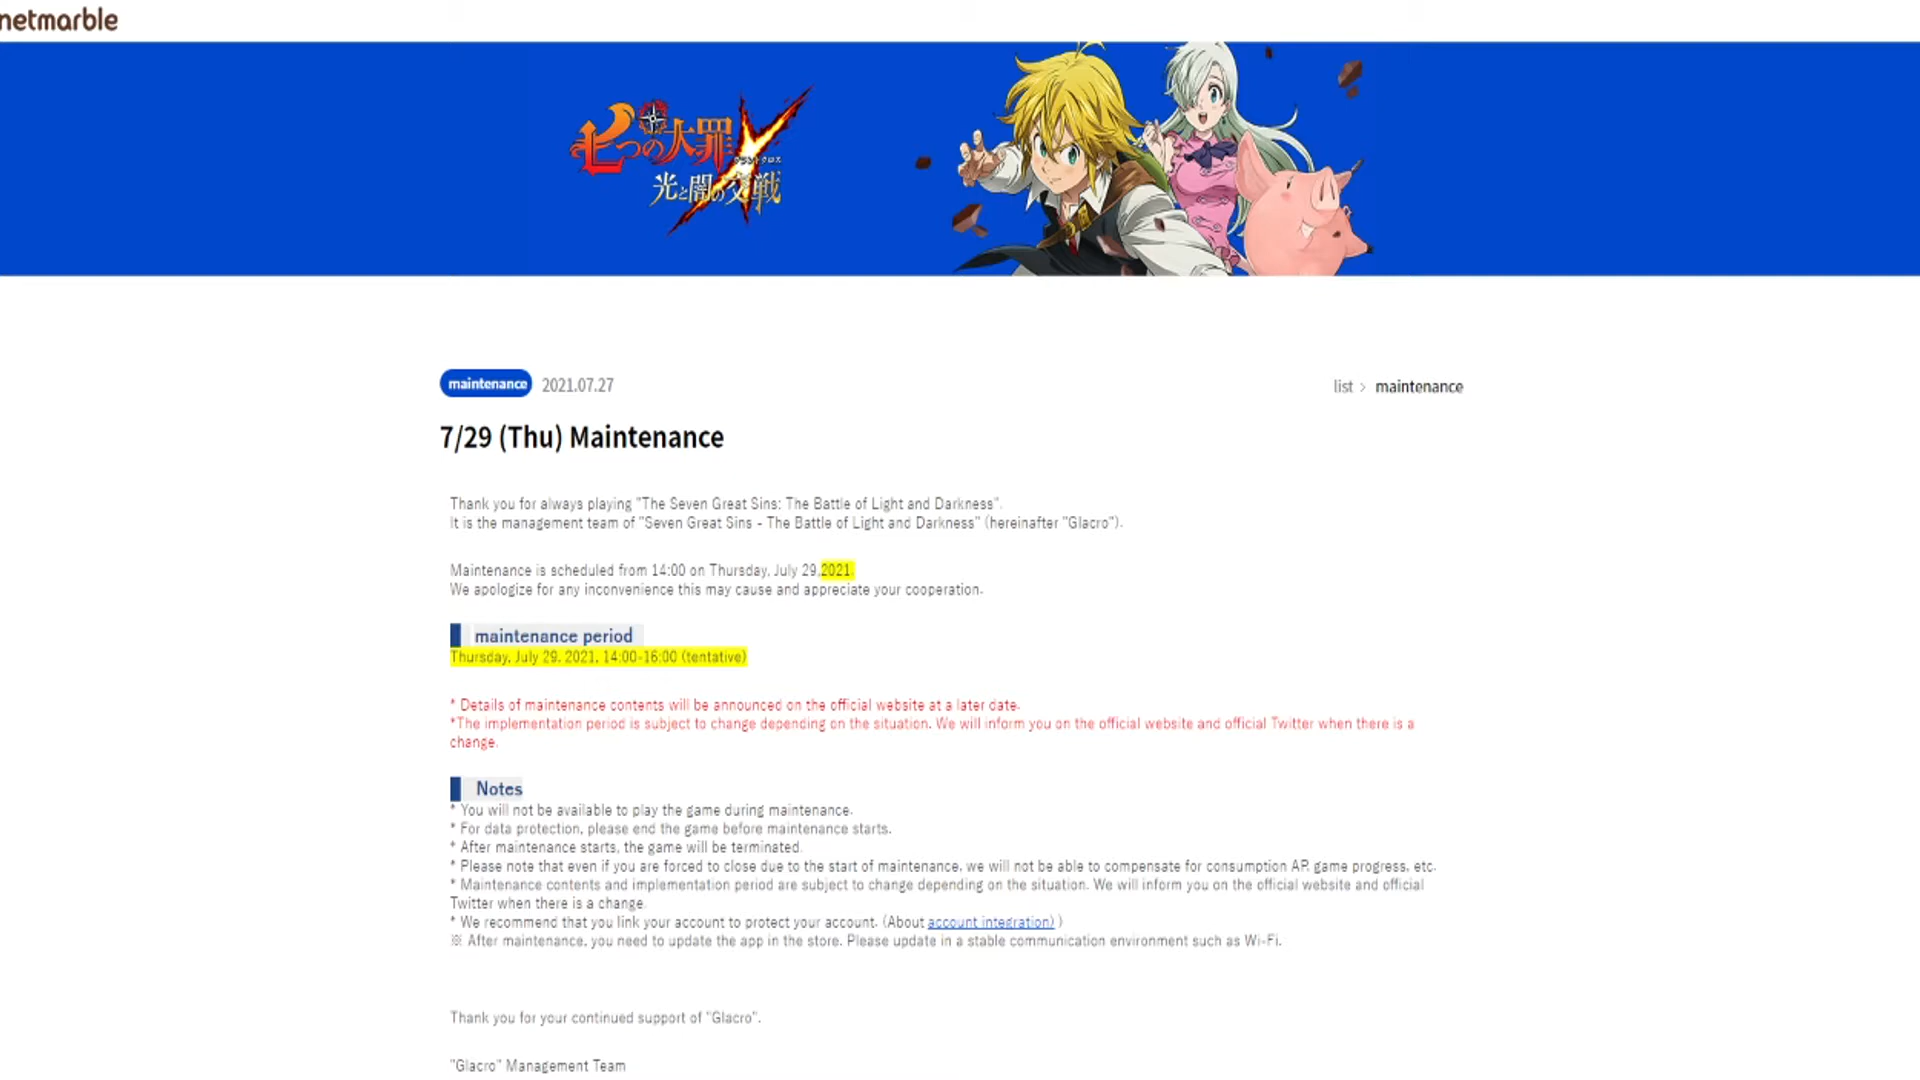 netmarble
七つの大罪
グランドクロス
光と闇の交戦
maintenance 2021.07.27
list > maintenance
7/29 (Thu) Maintenance
Thank you for always playing "The Seven Great Sins: The Battle of Light and Darkness".
It is the management team of "Seven Great Sins - The Battle of Light and Darkness" (hereinafter "Glacro").
Maintenance is scheduled from 14:00 on Thursday, July 29,2021.
We apologize for any inconvenience this may cause and appreciate your cooperation.
maintenance period
Thursday, July 29, 2021, 14:00-16:00 (tentative)
* Details of maintenance contents will be announced on the official website at a later date.
*The implementation period is subject to change depending on the situation. We will inform you on the official website and official Twitter when there is a
change.
Notes
* You will not be available to play the game during maintenance.
* For data protection, please end the game before maintenance starts.
* After maintenance starts, the game will be terminated.
* Please note that even if you are forced to close due to the start of maintenance, we will not be able to compensate for consumption AP, game progress, etc.
* Maintenance contents and implementation period are subject to change depending on the situation. We will inform you on the official website and official
Twitter when there is a change.
* We recommend that you link your account to protect your account. (About account integration) )
※ After maintenance, you need to update the app in the store. Please update in a stable communication environment such as Wi-Fi.
Thank you for your continued support of "Glacro".
"Glacro" Management Team